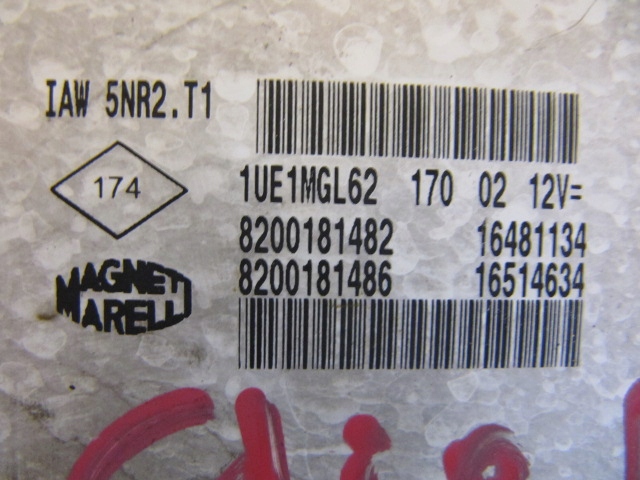 IAW 5NR2.T1
174
1UE1MGL62 170 02 12V=
8200181482 16481134
8200181486 16514634
MAGNETI
MARELLI